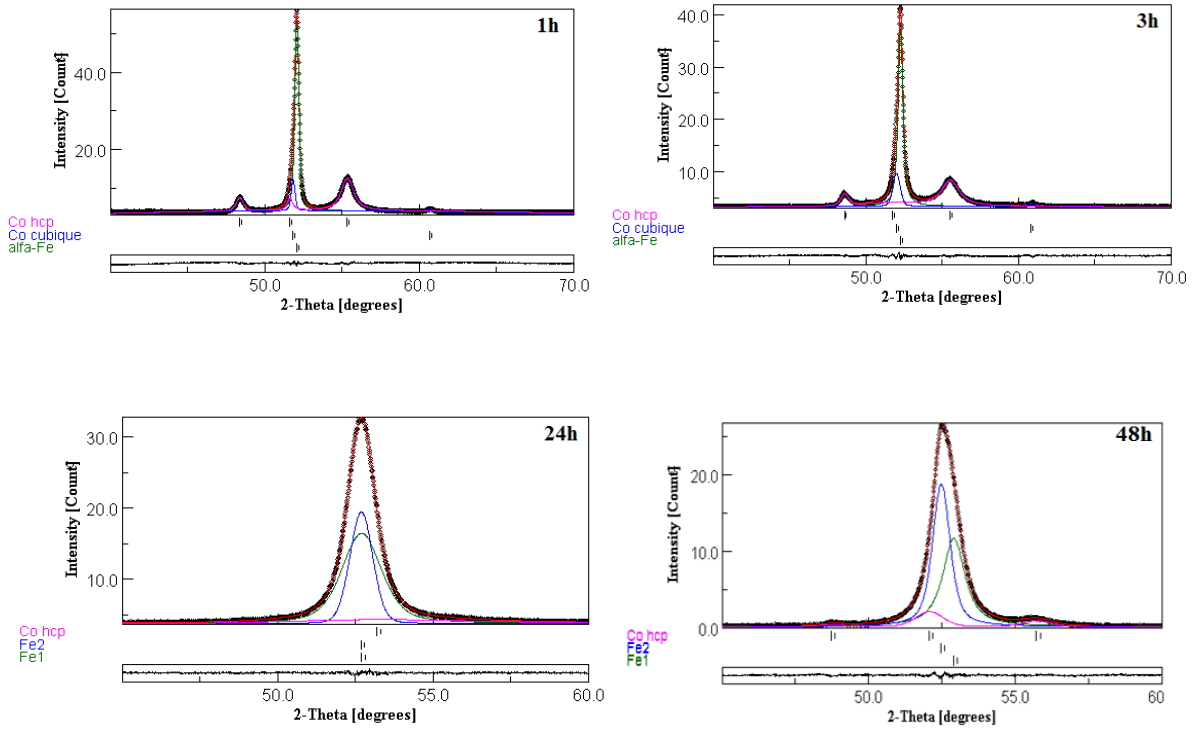 1h
Intensity [Count]
40.0
20.0
Co hcp
Co cubique
alfa-Fe
50.0 60.0 70.0
2-Theta [degrees]
3h
Intensity [Count]
40.0
30.0
20.0
10.0
Co hcp
Co cubique
alfa-Fe
50.0 60.0 70.0
2-Theta [degrees]
24h
Intensity [Count]
30.0
20.0
10.0
Co hcp
Fe2
Fe1
50.0 55.0 60.0
2-Theta [degrees]
48h
Intensity [Count]
20.0
10.0
0.0
Co hcp
Fe2
Fe1
50.0 55.0 60
2-Theta [degrees]